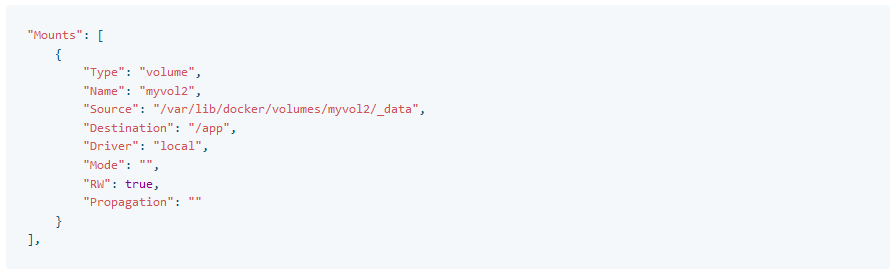 "Mounts": [
    {
        "Type": "volume",
        "Name": "myvol2",
        "Source": "/var/lib/docker/volumes/myvol2/_data",
        "Destination": "/app",
        "Driver": "local",
        "Mode": "",
        "RW": true,
        "Propagation": ""
    }
],